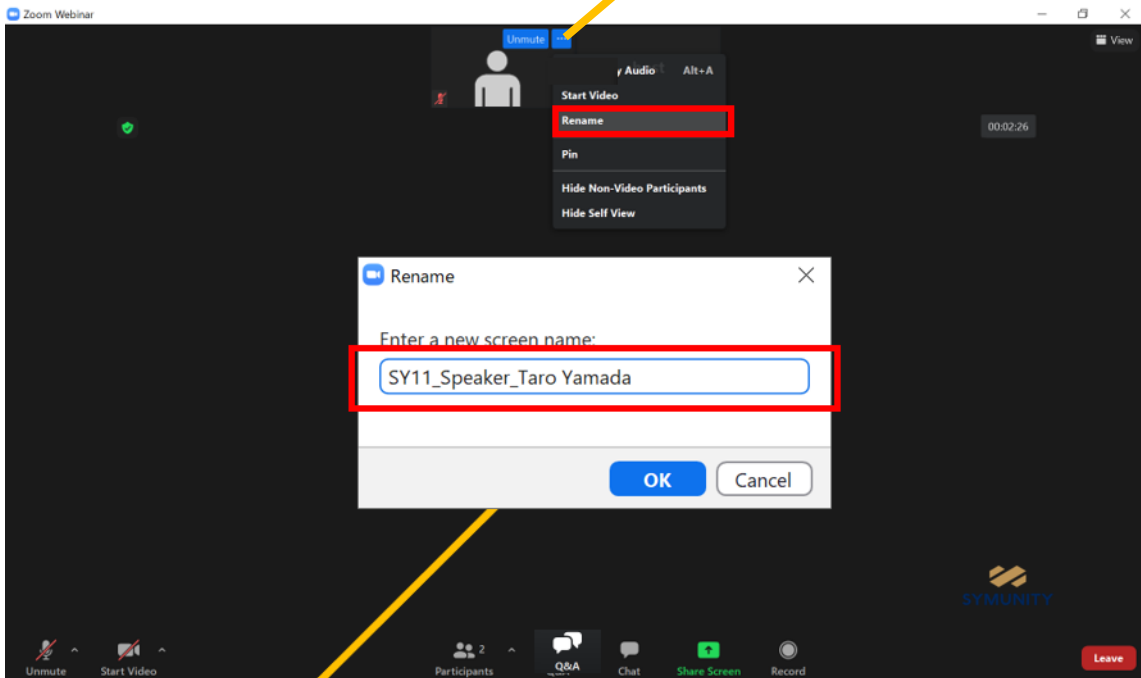 Zoom Webinar
Unmute
View
y Audio Alt+A
Start Video
Rename
00:02:26
Pin
Hide Non-Video Participants
Hide Self View
Rename
Enter a new screen name:
SY11_Speaker_Taro Yamada
OK
Cancel
SYMUNITY
2
Unmute
Start Video
Participants
Q&A
Chat
Share Screen
Record
Leave